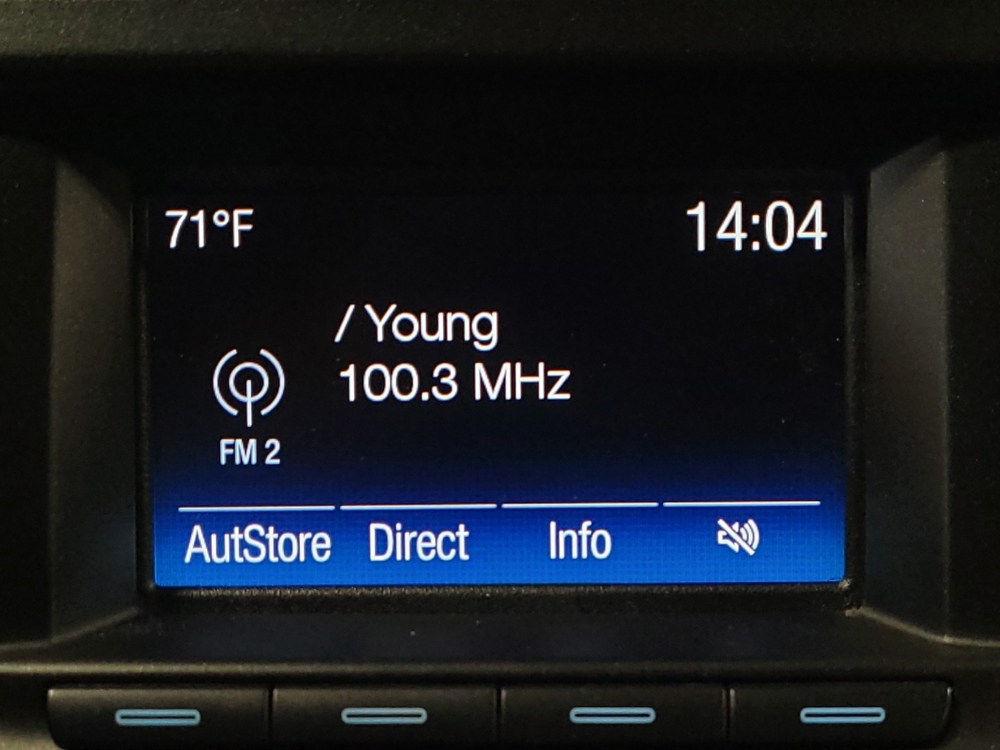 71°F 14:04
/ Young
100.3 MHz
FM 2
AutStore Direct Info